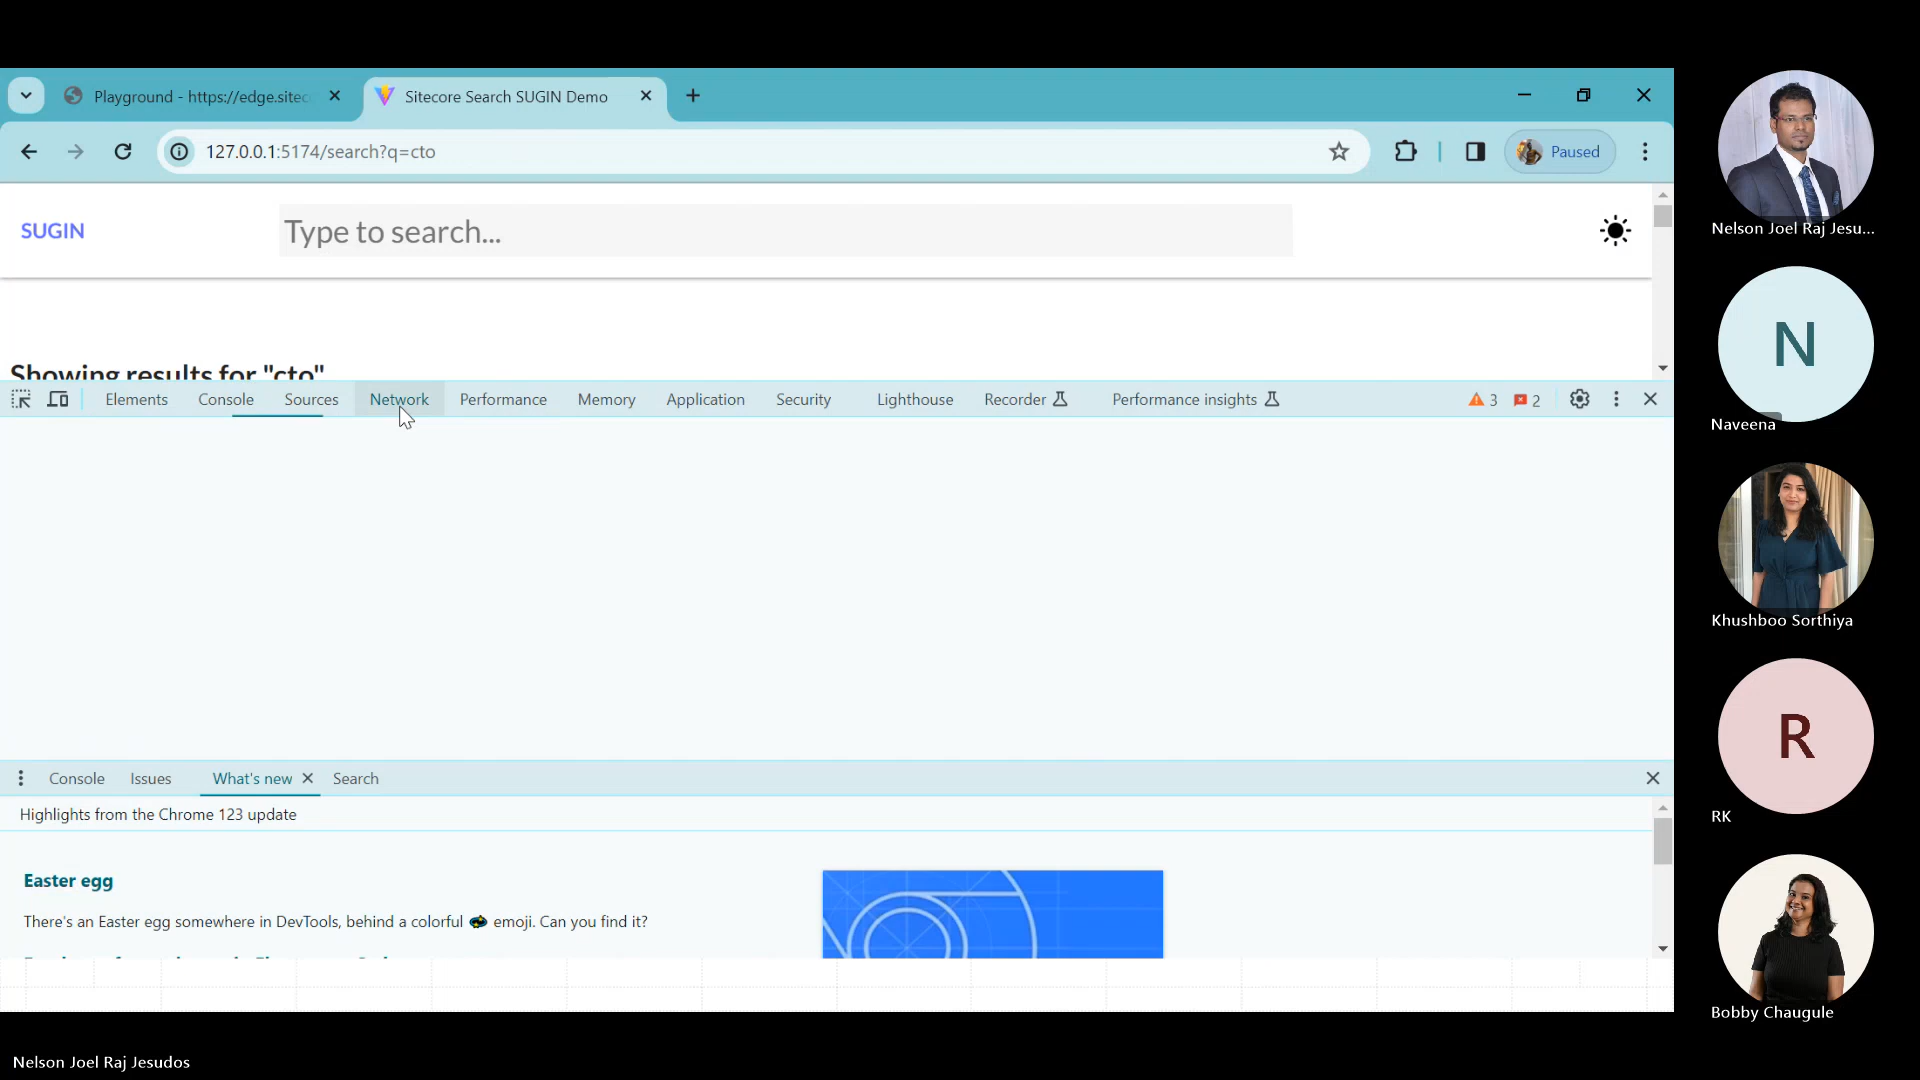 Playground - https://edge.sitec
Sitecore Search SUGIN Demo
127.0.0.1:5174/search?q=cto
Paused
SUGIN
Type to search...
Showing results for "cto"
Elements
Console
Sources
Network
Performance
Memory
Application
Security
Lighthouse
Recorder
Performance insights
3
2
Console
Issues
What's new
Search
Highlights from the Chrome 123 update
Easter egg
There's an Easter egg somewhere in DevTools, behind a colorful emoji. Can you find it?
Nelson Joel Raj Jesu...
N
Naveena
Khushboo Sorthiya
R
RK
Bobby Chaugule
Nelson Joel Raj Jesudos